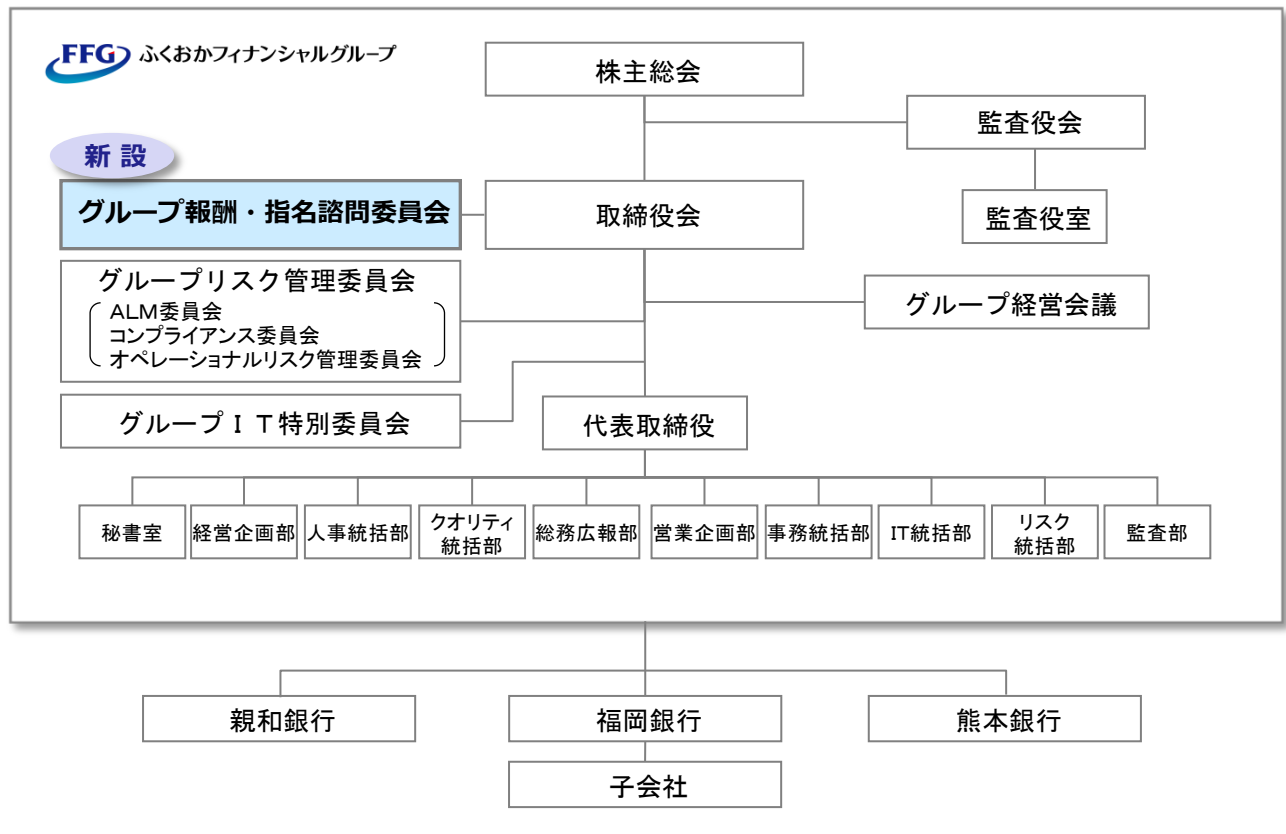 FFG ふくおかフィナンシャルグループ
株主総会
監査役会
新設
グループ報酬・指名諮問委員会
取締役会
監査役室
グループリスク管理委員会
ALM委員会
コンプライアンス委員会
オペレーショナルリスク管理委員会
グループ経営会議
グループIT特別委員会
代表取締役
秘書室
経営企画部
人事統括部
クオリティ
統括部
総務広報部
営業企画部
事務統括部
IT統括部
リスク
統括部
監査部
親和銀行
福岡銀行
熊本銀行
子会社